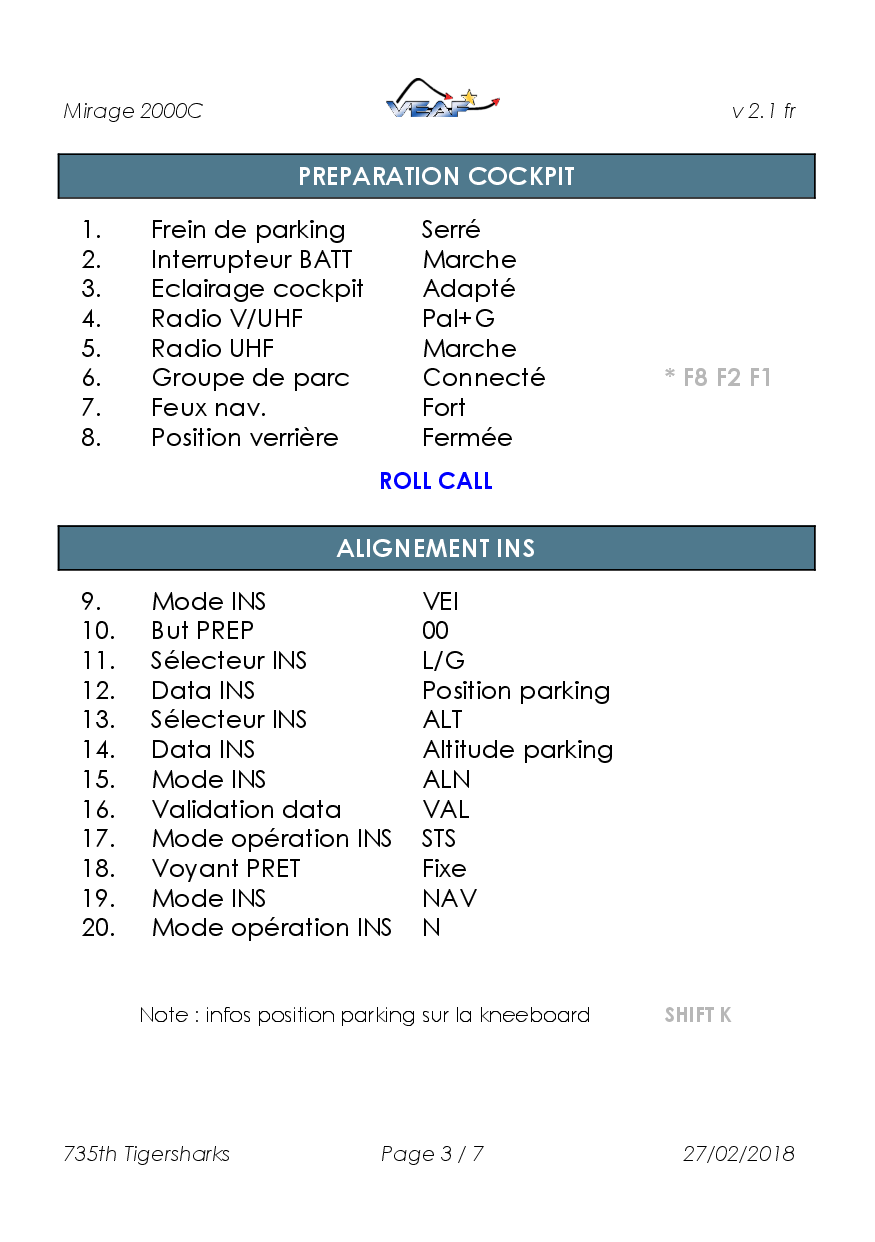 Mirage 2000C VEAF v 2.1 fr
PREPARATION COCKPIT
1. Frein de parking Serré
2. Interrupteur BATT Marche
3. Eclairage cockpit Adapté
4. Radio V/UHF Pal+G
5. Radio UHF Marche
6. Groupe de parc Connecté * F8 F2 F1
7. Feux nav. Fort
8. Position verrière Fermée
ROLL CALL
ALIGNEMENT INS
9. Mode INS VEI
10. But PREP 00
11. Sélecteur INS L/G
12. Data INS Position parking
13. Sélecteur INS ALT
14. Data INS Altitude parking
15. Mode INS ALN
16. Validation data VAL
17. Mode opération INS STS
18. Voyant PRET Fixe
19. Mode INS NAV
20. Mode opération INS N
Note : infos position parking sur la kneeboard SHIFT K
735th Tigersharks Page 3 / 7 27/02/2018